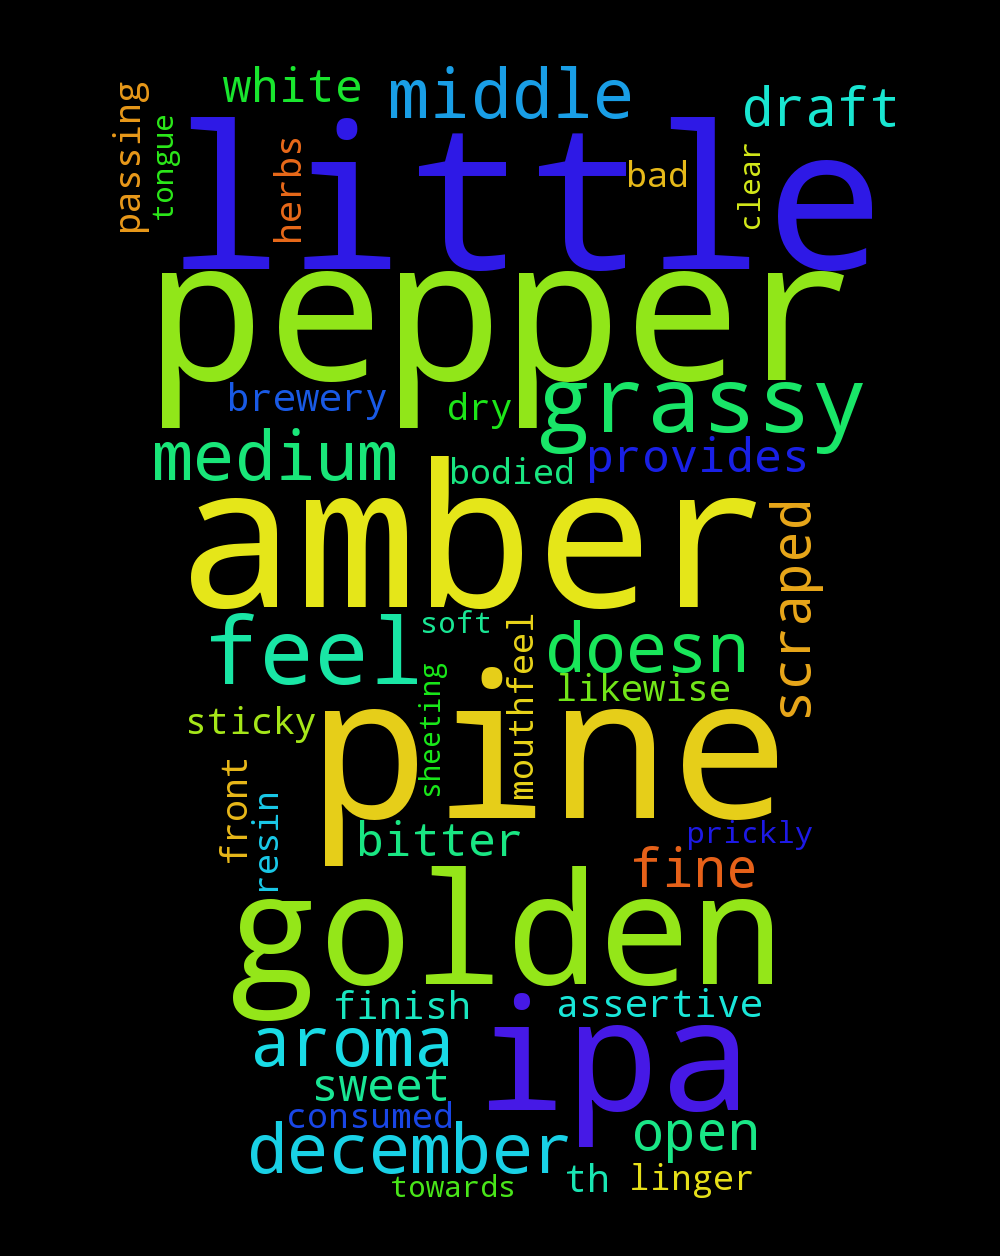 white
middle
draft
passing
tongue
herbs
little
bad
clear
pepper
brewery
dry
grassy
medium
bodied
provides
amber
scraped
feel
soft
mouthfeel
doesn
likewise
sticky
sheeting
pine
front
resin
bitter
prickly
fine
golden
finish
assertive
aroma
ipa
sweet
consumed
december
open
towards
th
linger